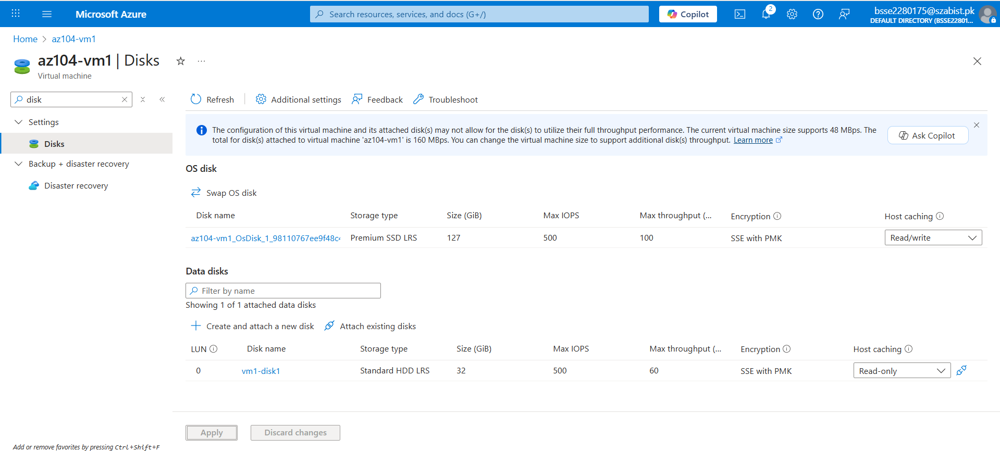 Microsoft Azure
Search resources, services, and docs (G+/)
Copilot
2
bsse2280175@szabist.pk
DEFAULT DIRECTORY (BSSE22801...
Home > az104-vm1
az104-vm1 | Disks
Virtual machine
disk
Settings
Disks
Backup + disaster recovery
Disaster recovery
Add or remove favorites by pressing Ctrl+Shift+F
Refresh
Additional settings
Feedback
Troubleshoot
The configuration of this virtual machine and its attached disk(s) may not allow for the disk(s) to utilize their full throughput performance. The current virtual machine size supports 48 MBps. The
total for disk(s) attached to virtual machine 'az104-vm1' is 160 MBps. You can change the virtual machine size to support additional disk(s) throughput. Learn more
Ask Copilot
OS disk
Swap OS disk
Disk name Storage type Size (GiB) Max IOPS Max throughput (... Encryption Host caching
az104-vm1_OsDisk_1_98110767ee9f48c4 Premium SSD LRS 127 500 100 SSE with PMK Read/write
Data disks
Filter by name
Showing 1 of 1 attached data disks
Create and attach a new disk
Attach existing disks
LUN Disk name Storage type Size (GiB) Max IOPS Max throughput (... Encryption Host caching
0 vm1-disk1 Standard HDD LRS 32 500 60 SSE with PMK Read-only
Apply
Discard changes